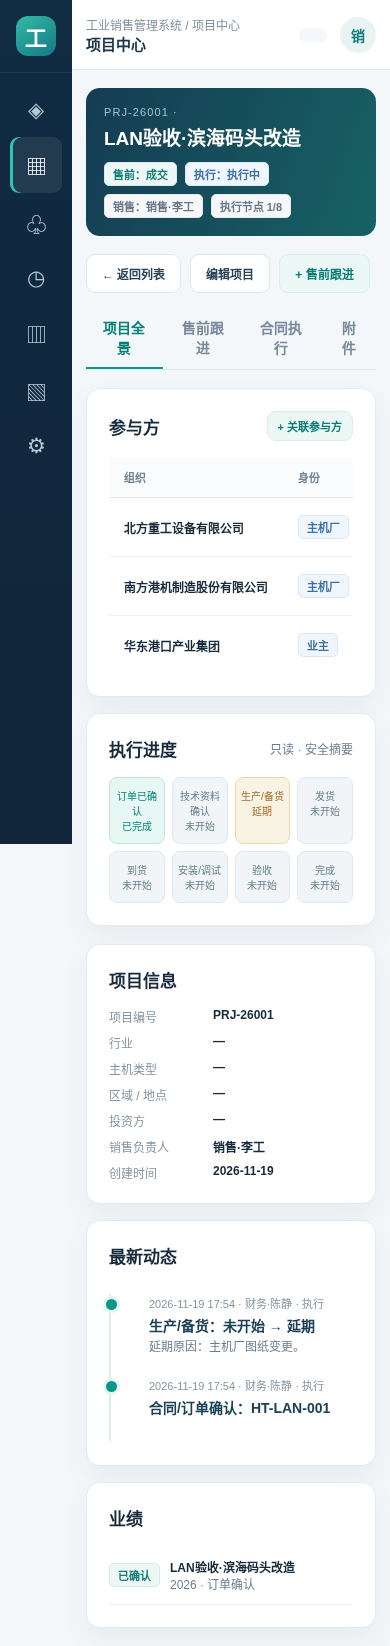 工
工业销售管理系统 / 项目中心
项目中心
销
PRJ-26001 ·
LAN验收·滨海码头改造
售前：成交
执行：执行中
销售：销售·李工
执行节点 1/8
← 返回列表
编辑项目
+ 售前跟进
项目全景
售前跟进
合同执行
附件
参与方
+ 关联参与方
组织
身份
北方重工设备有限公司
主机厂
南方港机制造股份有限公司
主机厂
华东港口产业集团
业主
执行进度
只读 · 安全摘要
订单已确认
已完成
技术资料确认
未开始
生产/备货
延期
发货
未开始
到货
未开始
安装/调试
未开始
验收
未开始
完成
未开始
项目信息
项目编号
PRJ-26001
行业
—
主机类型
—
区域 / 地点
—
投资方
—
销售负责人
销售·李工
创建时间
2026-11-19
最新动态
2026-11-19 17:54 · 财务·陈静 · 执行
生产/备货：未开始 → 延期
延期原因：主机厂图纸变更。
2026-11-19 17:54 · 财务·陈静 · 执行
合同/订单确认：HT-LAN-001
业绩
已确认
LAN验收·滨海码头改造
2026 · 订单确认